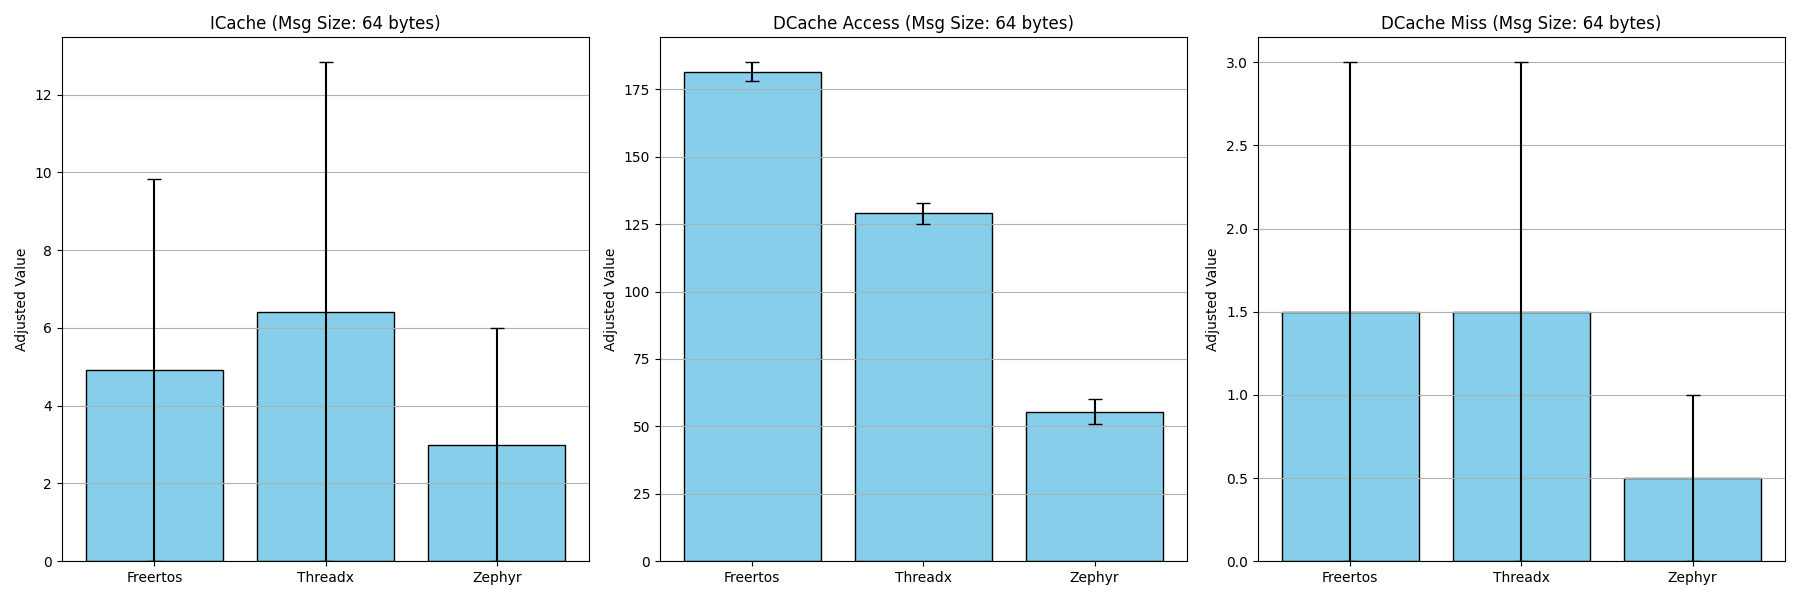 ICache (Msg Size: 64 bytes)
Adjusted Value
12
10
8
6
4
2
0
Freertos
Threadx
Zephyr
DCache Access (Msg Size: 64 bytes)
Adjusted Value
175
150
125
100
75
50
25
0
Freertos
Threadx
Zephyr
DCache Miss (Msg Size: 64 bytes)
Adjusted Value
3.0
2.5
2.0
1.5
1.0
0.5
0.0
Freertos
Threadx
Zephyr